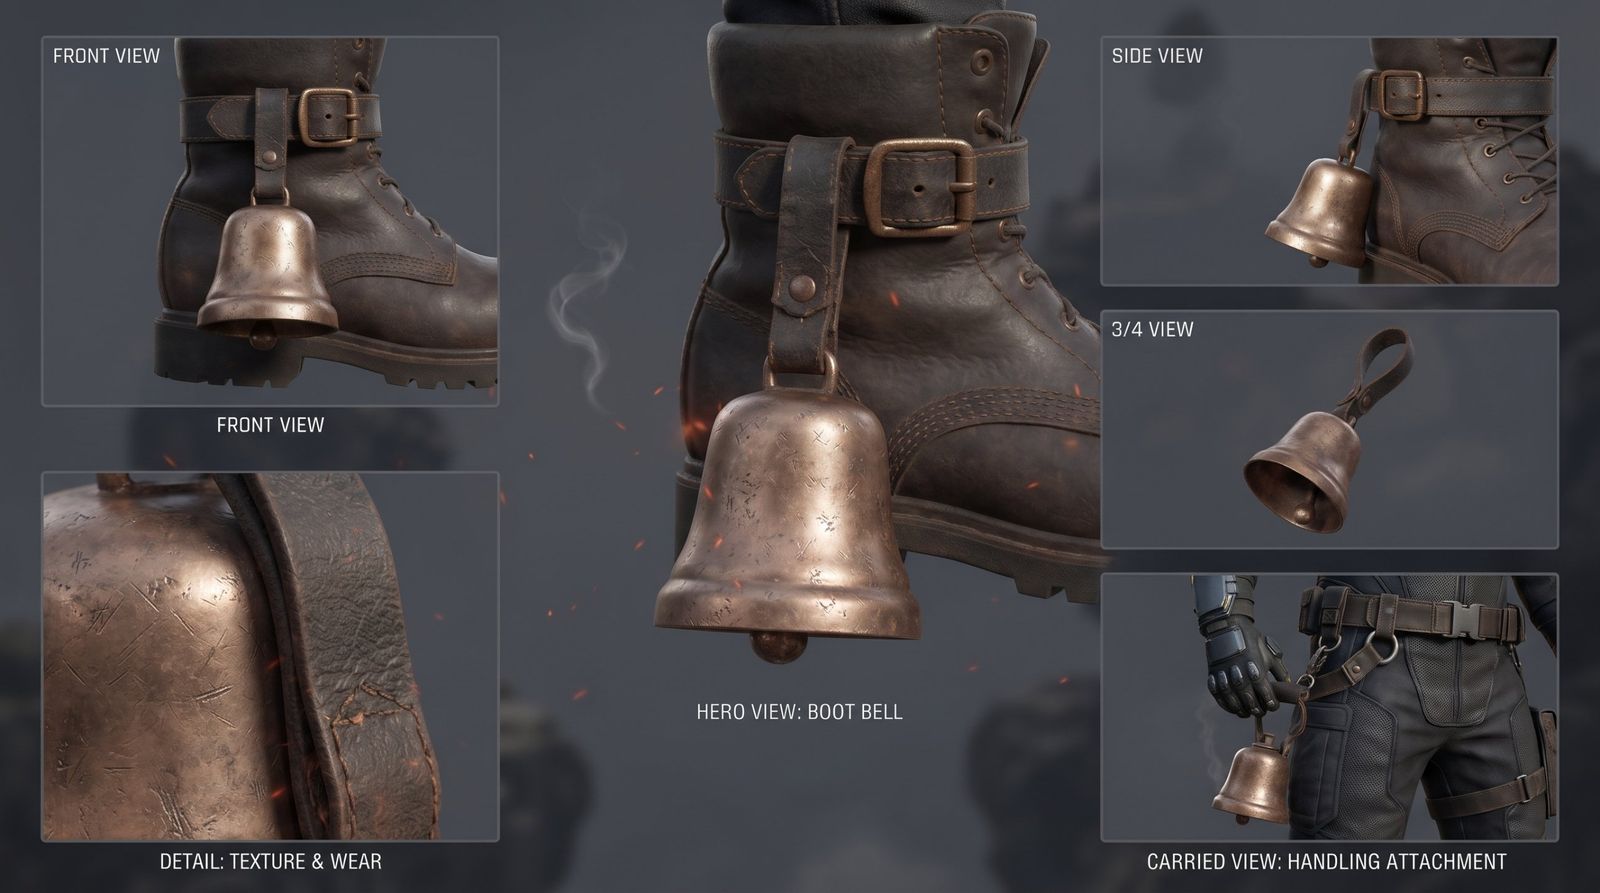 FRONT VIEW
FRONT VIEW
DETAIL: TEXTURE & WEAR
HERO VIEW: BOOT BELL
SIDE VIEW
3/4 VIEW
CARRIED VIEW: HANDLING ATTACHMENT